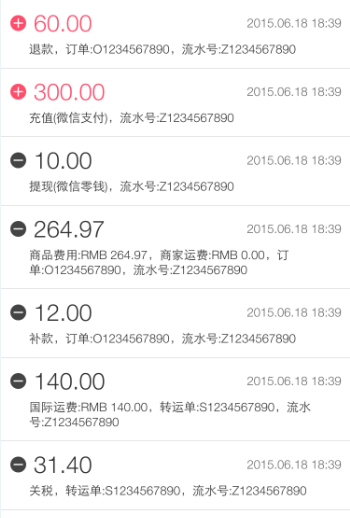 + 60.00 2015.06.18 18:39
退款，订单:O1234567890，流水号:Z1234567890
+ 300.00 2015.06.18 18:39
充值(微信支付)，流水号:Z1234567890
- 10.00 2015.06.18 18:39
提现(微信零钱)，流水号:Z1234567890
- 264.97 2015.06.18 18:39
商品费用:RMB 264.97，商家运费:RMB 0.00，订
单:O1234567890，流水号:Z1234567890
- 12.00 2015.06.18 18:39
补款，订单:O1234567890，流水号:Z1234567890
- 140.00 2015.06.18 18:39
国际运费:RMB 140.00，转运单:S1234567890，流水
号:Z1234567890
- 31.40 2015.06.18 18:39
关税，转运单:S1234567890，流水号:Z1234567890